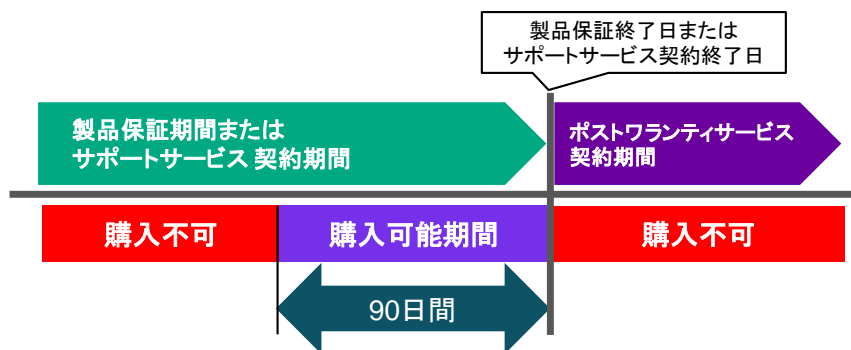 製品保証終了日または
サポートサービス契約終了日
製品保証期間または
サポートサービス 契約期間
ポストワランティサービス
契約期間
購入不可
購入可能期間
購入不可
90日間